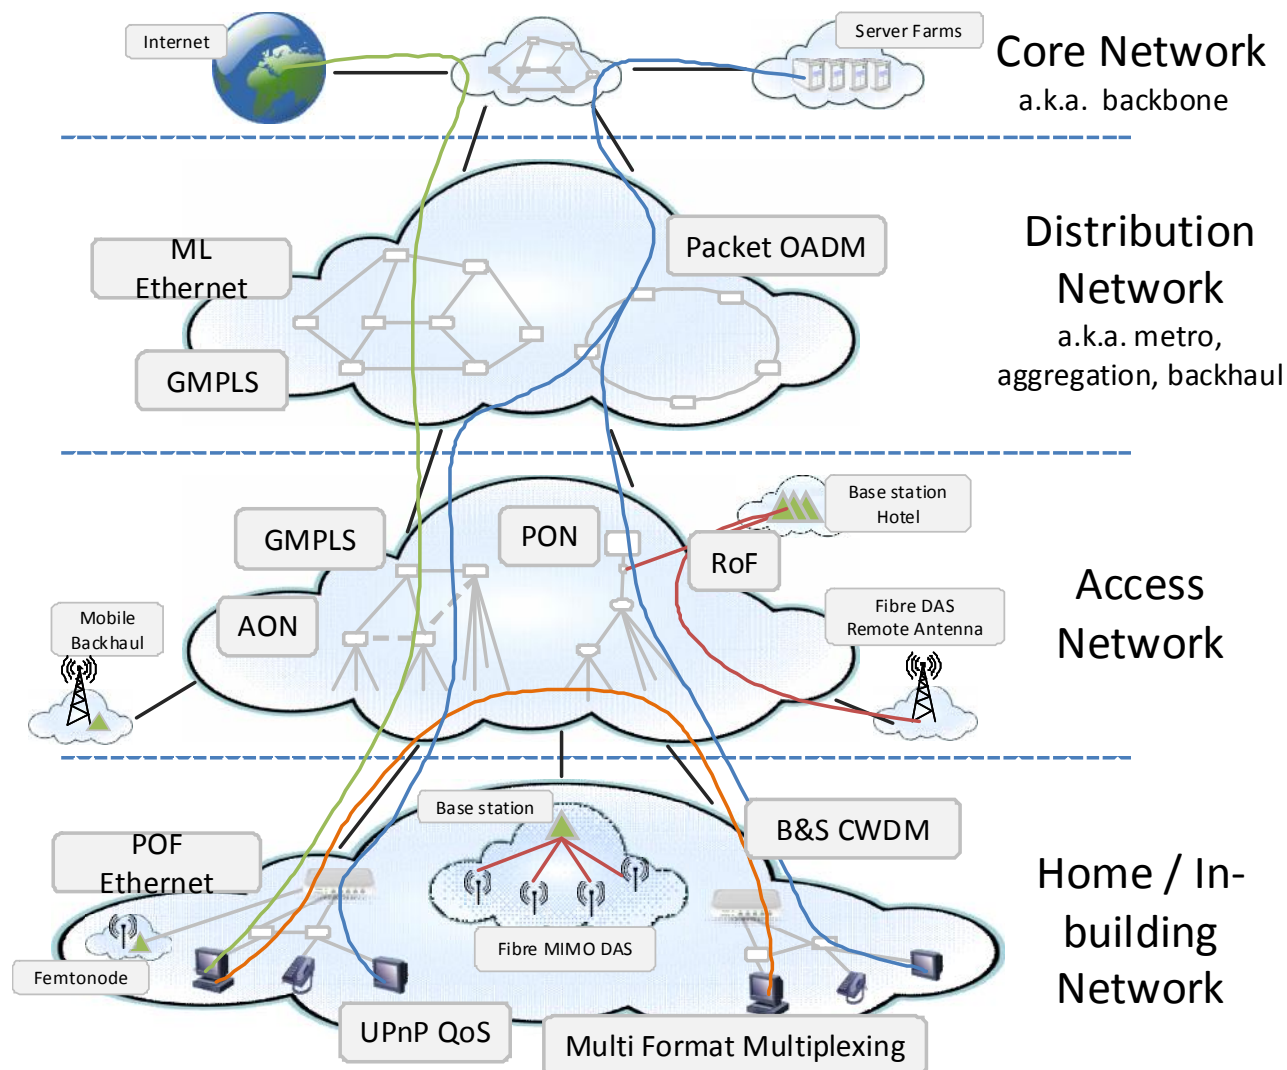 Internet
Server Farms
Core Network
a.k.a. backbone
ML
Ethernet
Packet OADM
GMPLS
Distribution
Network
a.k.a. metro,
aggregation, backhaul
GMPLS
PON
Base station
Hotel
RoF
AON
Mobile
Backhaul
Fibre DAS
Remote Antenna
Access
Network
Base station
B&S CWDM
POF
Ethernet
Fibre MIMO DAS
Femtonode
UPnP QoS
Multi Format Multiplexing
Home / In-
building
Network